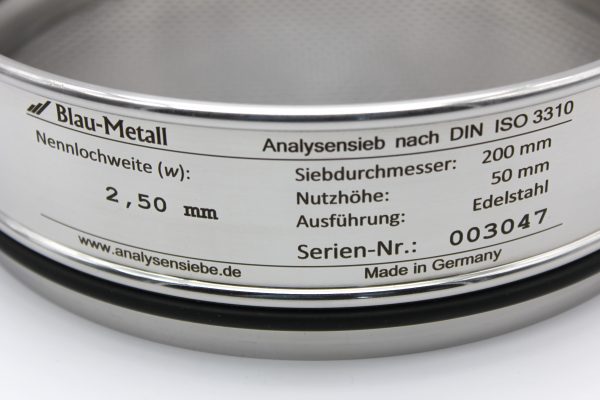 Blau-Metall
Nennlochweite (w):
2,50 mm
www.analysensiebe.de
Analysensieb nach DIN ISO 3310
Siebdurchmesser: 200 mm
Nutzhöhe: 50 mm
Ausführung: Edelstahl
Serien-Nr.: 003047
Made in Germany